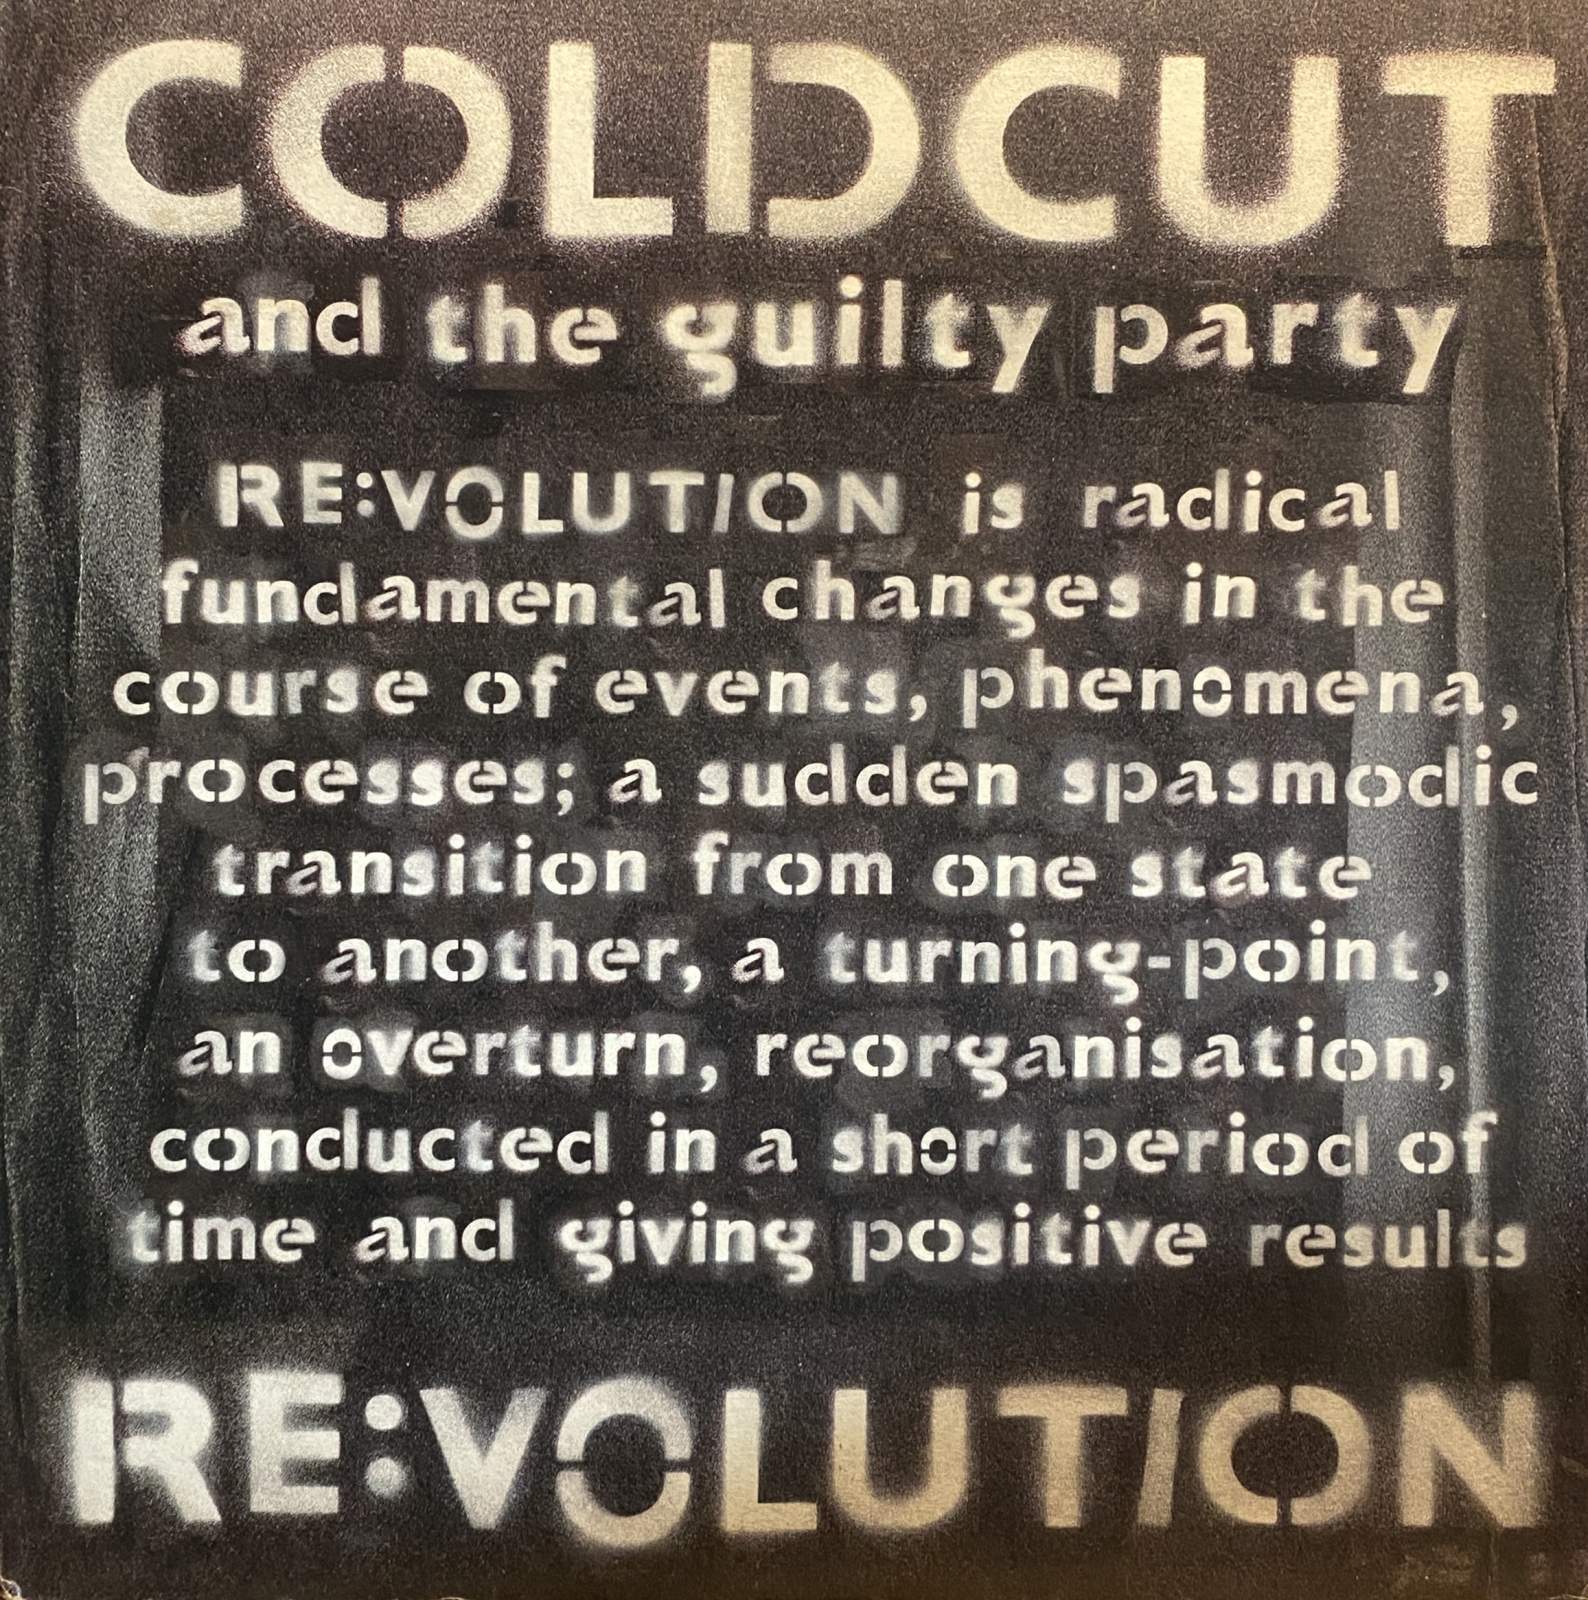 COLDCUT
and the guilty party
RE:VOLUTION is radical
fundamental changes in the
course of events, phenomena,
processes; a sudden spasmodic
transition from one state
to another, a turning-point,
an overturn, reorganisation,
conducted in a short period of
time and giving positive results
RE:VOLUTION